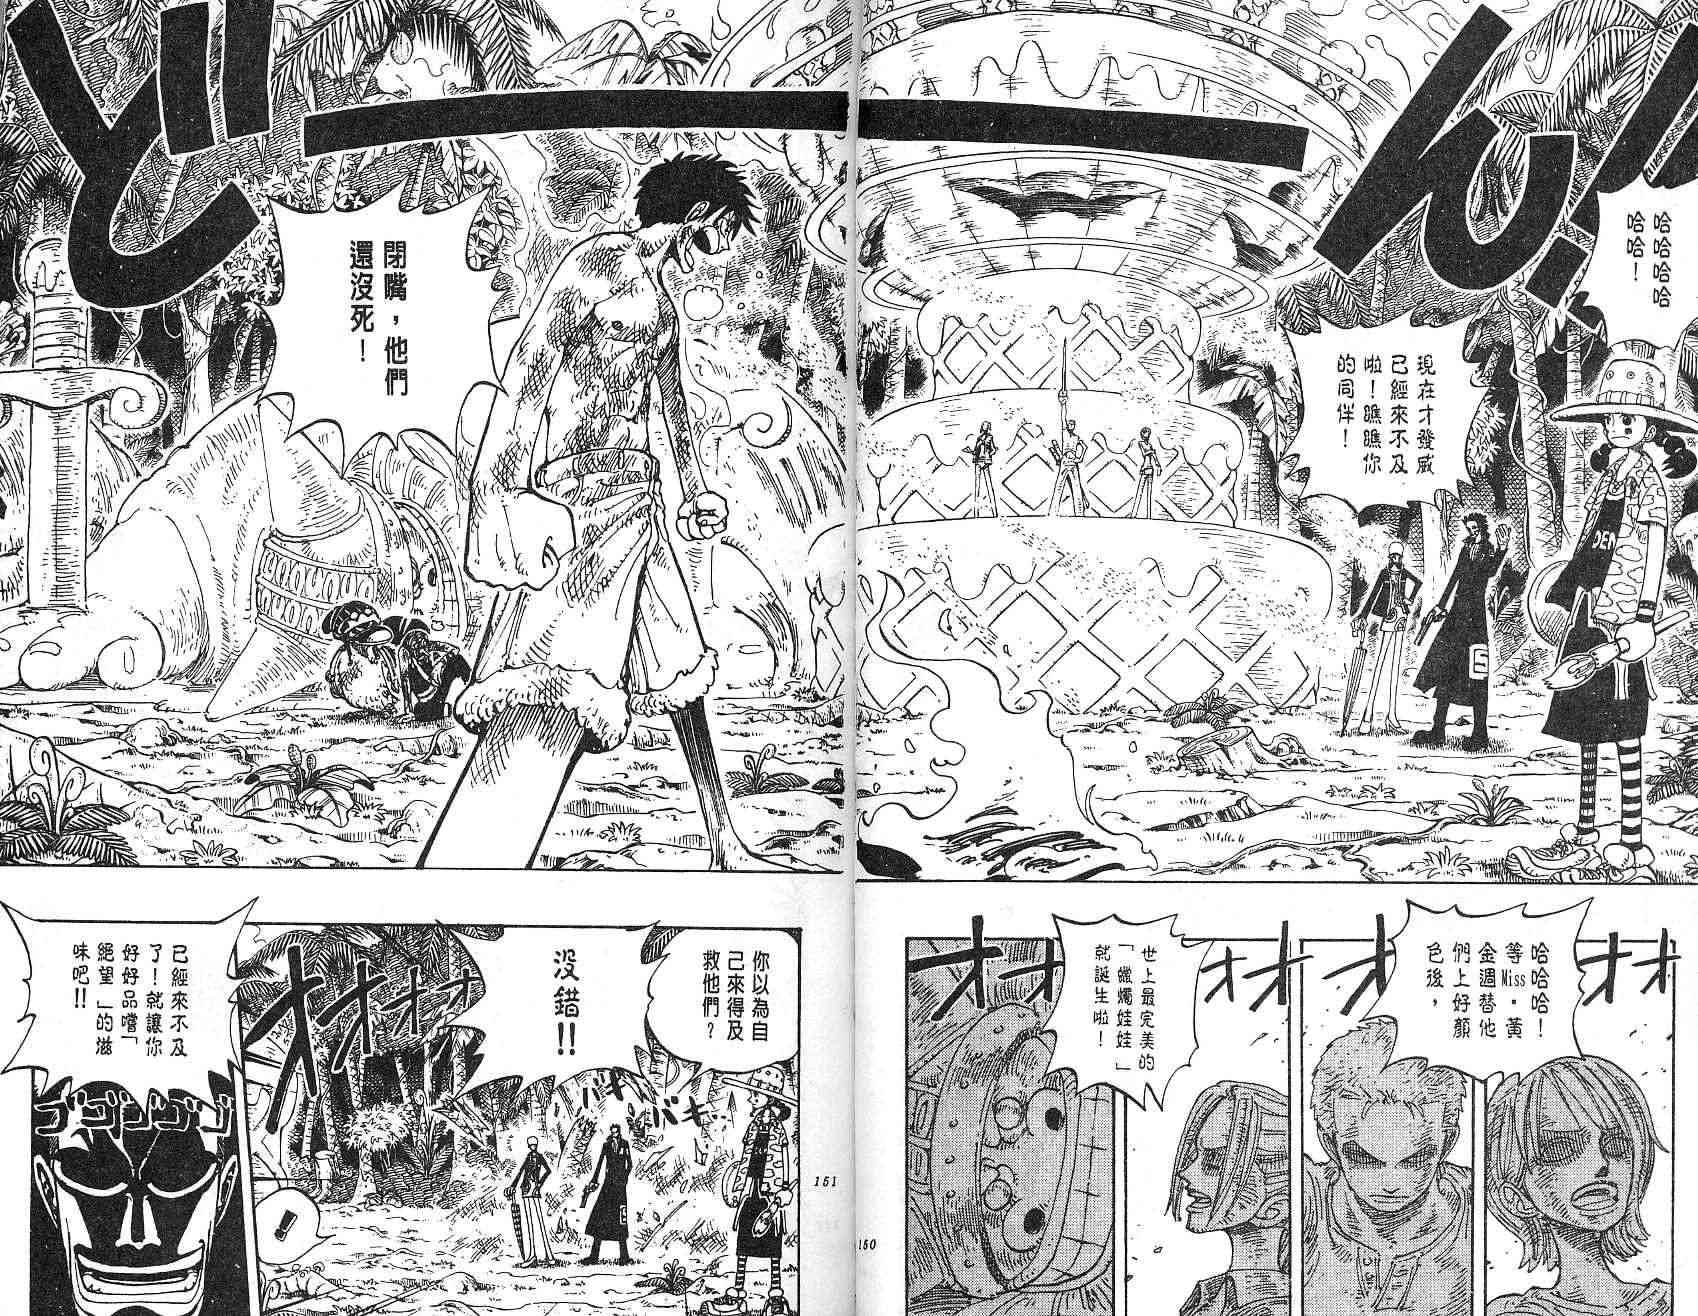 哈哈哈哈
哈哈！
現在才發威
已經來不及
啦！瞧瞧你
的同伴！
ど――ん!!
閉嘴，他們
還沒死！
DEN
哈哈哈！
等Miss・黃
金週替他
們上好顏
色後，
世上最完美的
「蠟燭娃娃」
就誕生啦！
オオオオ
150
你以為自
己來得及
救他們？
没錯!!
バキバキ
オオオ
!
已經來不及
了！就讓你
好好品嚐
「絕望」的滋
味吧!!
ゴゴゴゴゴ
151